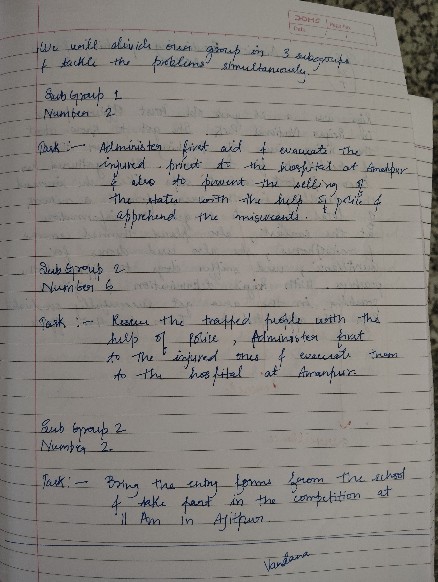 DOMS
We will divide our group in 3 subgroups
& tackle the problems simultaneously.
Sub Group 1
Number 2
Task :- Administer first aid & evacuate the
injured priest to the hospital at Amanpur
& also to prevent the selling of
the statue with the help of police &
apprehend the miscreants.
Sub Group 2
Number 6
Task :- Rescue the trapped people with the
help of police, Administer first
to the injured ones & evacuate them
to the hospital at Amanpur
Sub Group 2
Number 2.
Task :- Bring the entry forms from the school
& take part in the competition at
11 Am in Ajitpur
Vandana